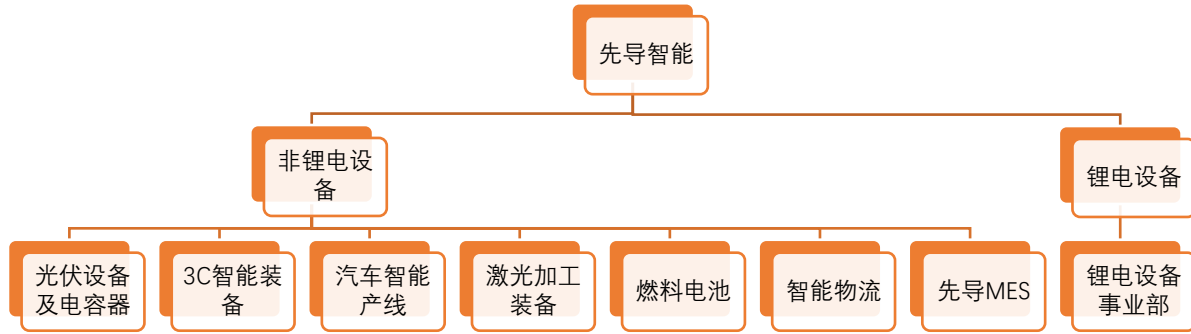 先导智能
非锂电设
备
锂电设备
光伏设备
及电容器
3C智能装
备
汽车智能
产线
激光加工
装备
燃料电池
智能物流
先导MES
锂电设备
事业部